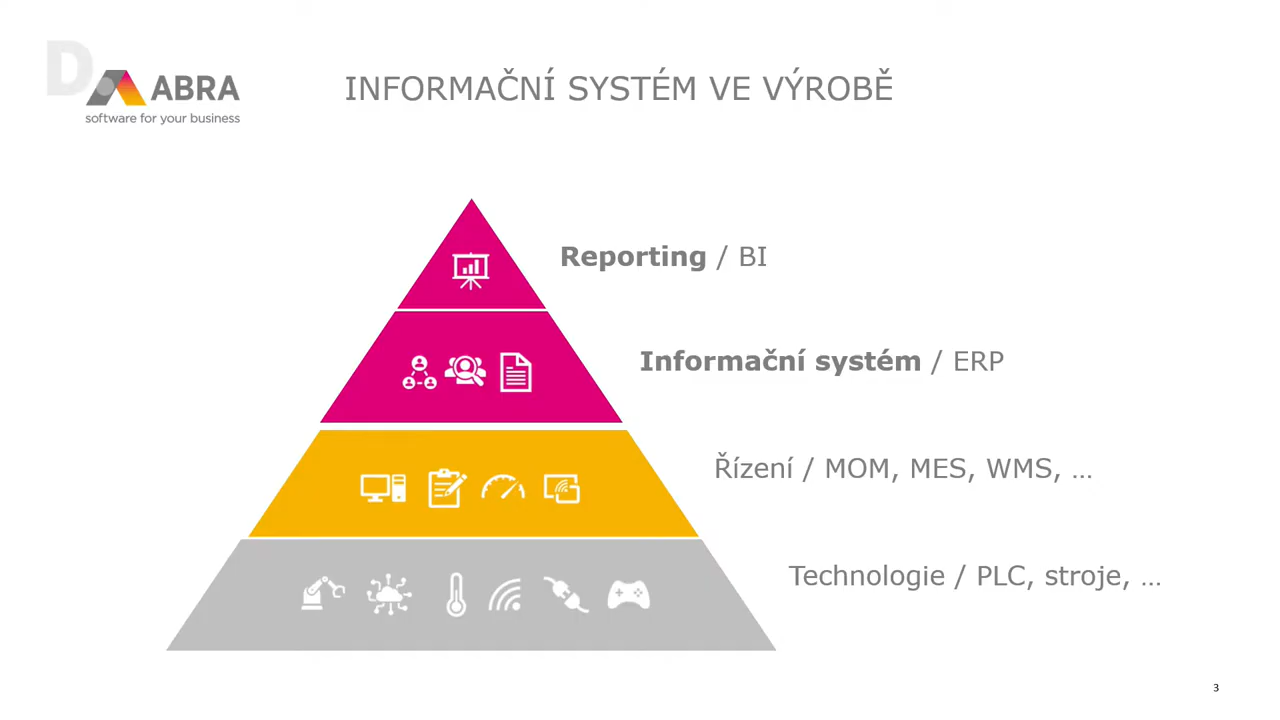 D
ABRA
software for your business
INFORMAČNÍ SYSTÉM VE VÝROBĚ
Reporting / BI
Informační systém / ERP
Řízení / MOM, MES, WMS, ...
Technologie / PLC, stroje, ...
3